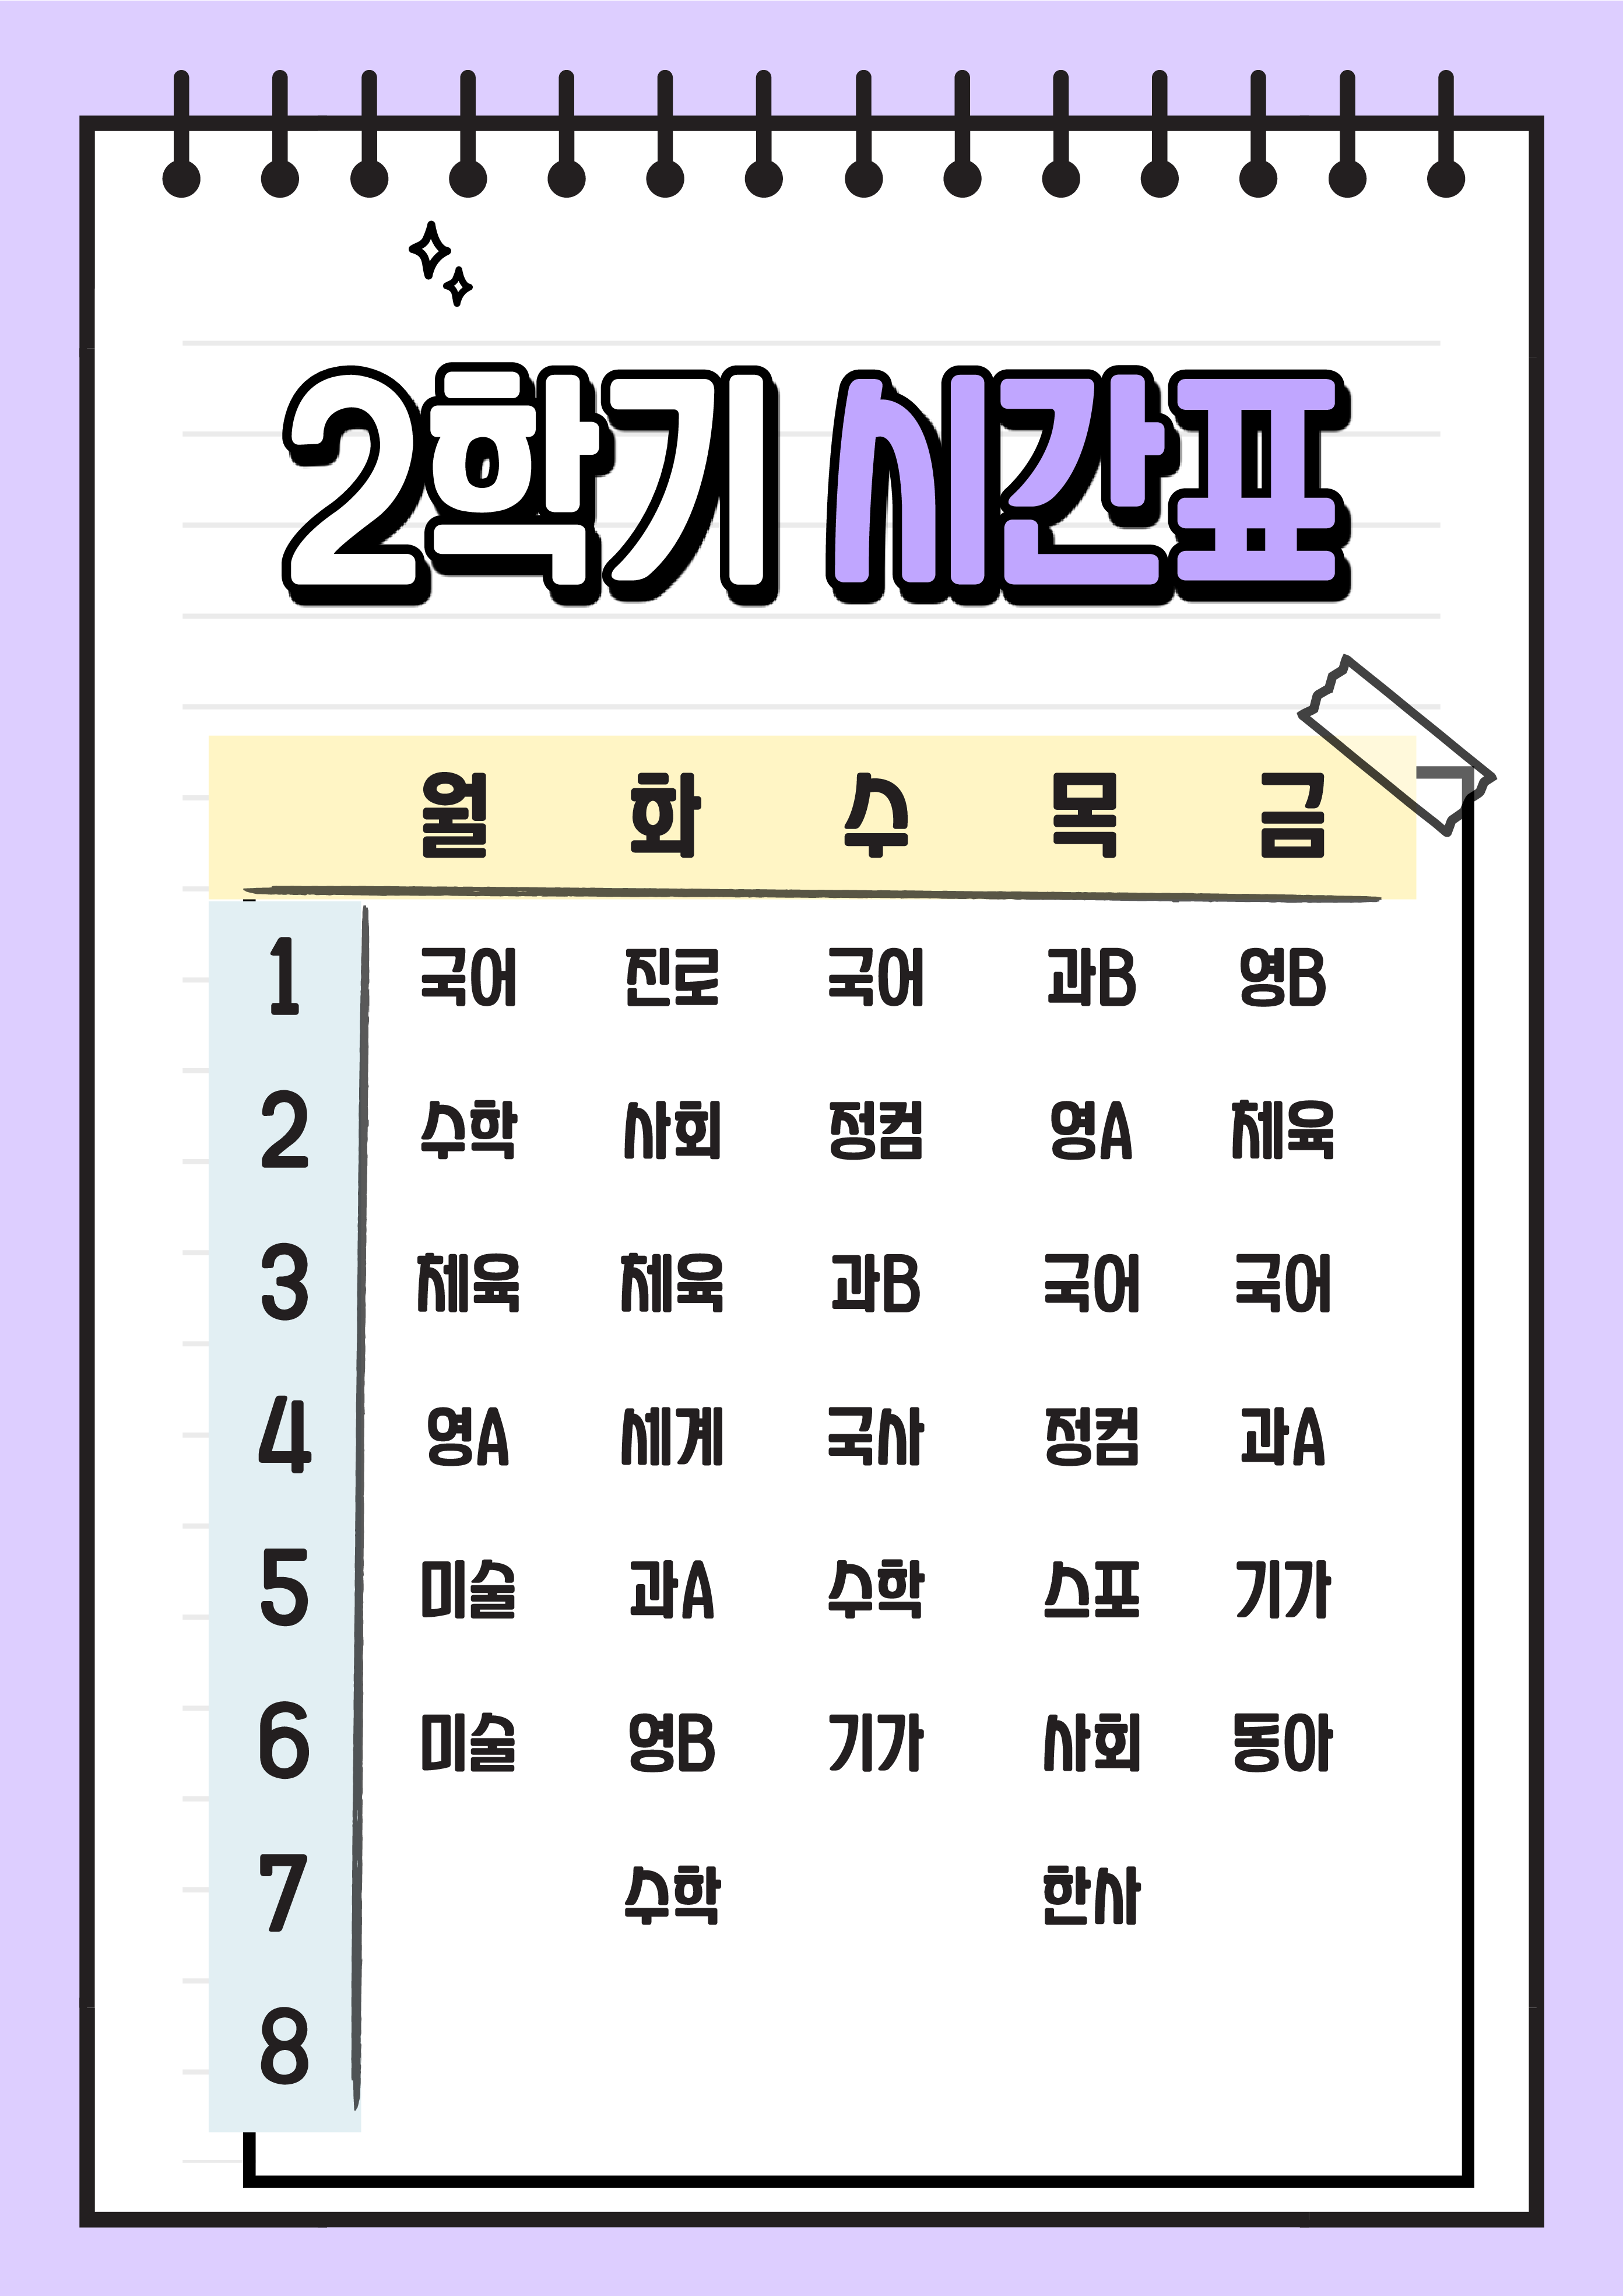 2학기 시간표
월 화 수 목 금
1 국어 진로 국어 과B 영B
2 수학 사회 정컴 영A 체육
3 체육 체육 과B 국어 국어
4 영A 세계 국사 정컴 과A
5 미술 과A 수학 스포 기가
6 미술 영B 기가 사회 동아
7 수학 한사
8